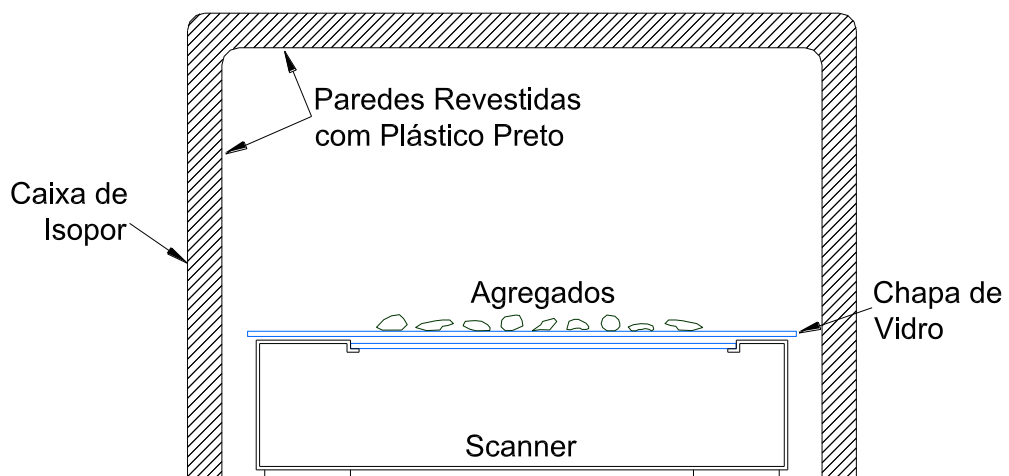 Paredes Revestidas
com Plástico Preto
Caixa de
Isopor
Agregados
Chapa de
Vidro
Scanner